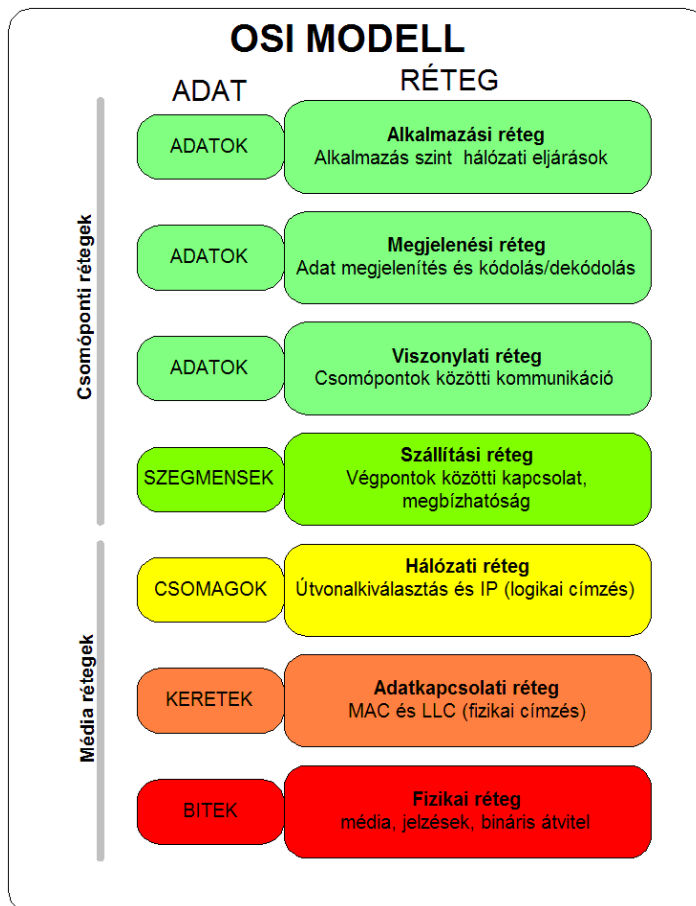 OSI MODELL
ADAT
RÉTEG
Csomóponti rétegek
ADATOK
Alkalmazási réteg
Alkalmazás szint hálózati eljárások
ADATOK
Megjelenési réteg
Adat megjelenítés és kódolás/dekódolás
ADATOK
Viszonylati réteg
Csomópontok közötti kommunikáció
SZEGMENSEK
Szállítási réteg
Végpontok közötti kapcsolat,
megbízhatóság
Média rétegek
CSOMAGOK
Hálózati réteg
Útvonalkiválasztás és IP (logikai címzés)
KERETEK
Adatkapcsolati réteg
MAC és LLC (fizikai címzés)
BITEK
Fizikai réteg
média, jelzések, bináris átvitel